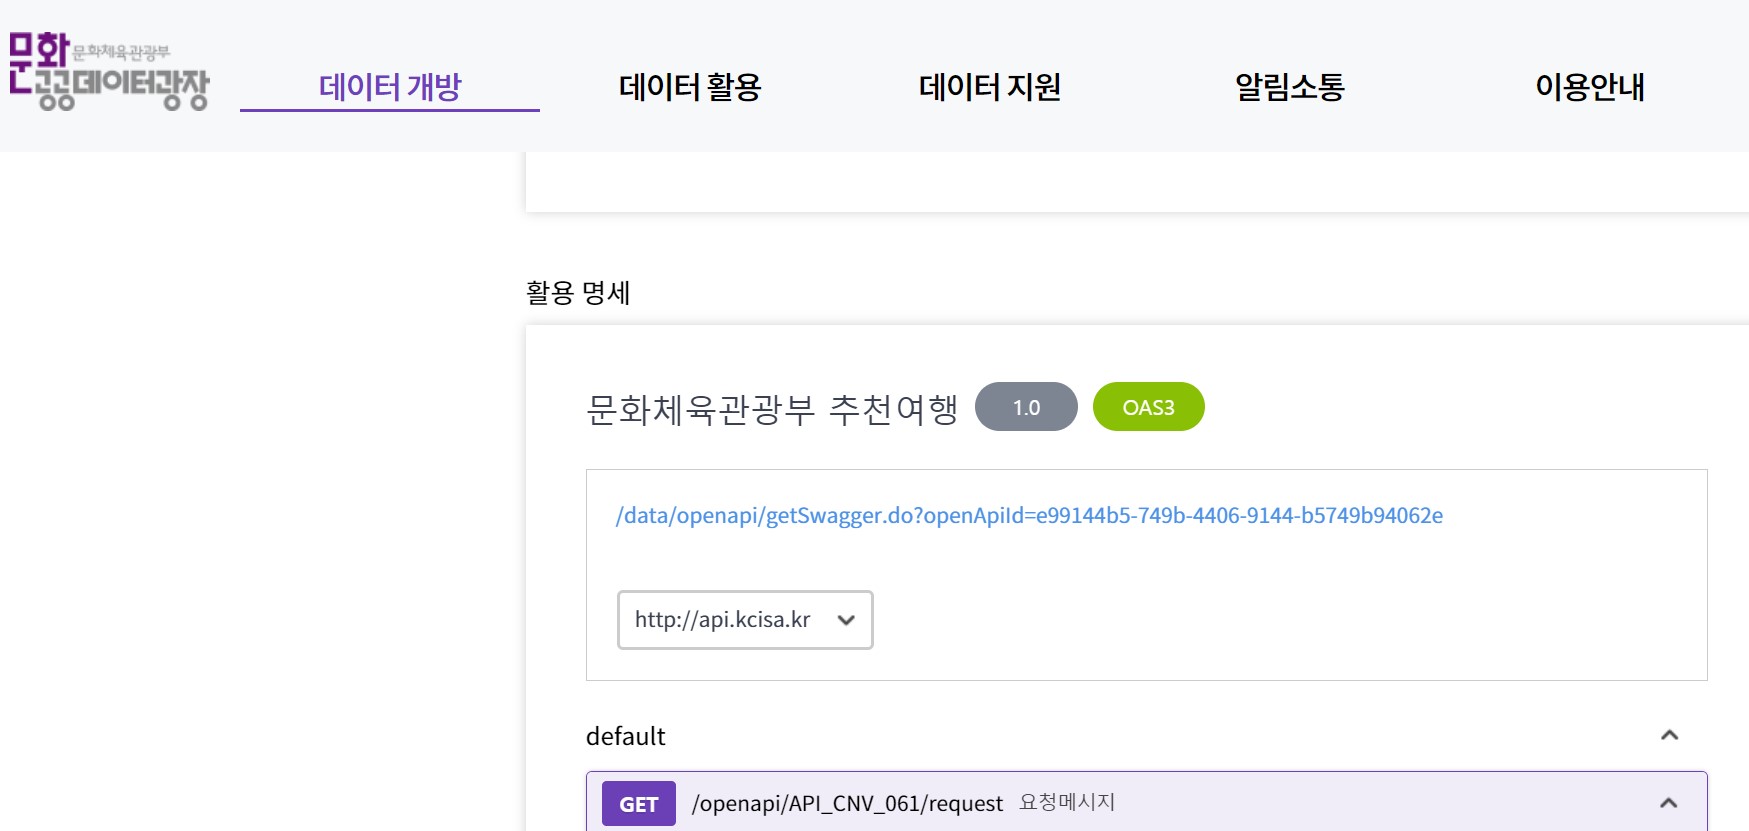 문화 문화체육관광부
공공데이터광장
데이터 개방 데이터 활용 데이터 지원 알림소통 이용안내
활용 명세
문화체육관광부 추천여행 1.0 OAS3
/data/openapi/getSwagger.do?openApiId=e99144b5-749b-4406-9144-b5749b94062e
http://api.kcisa.kr
default
GET /openapi/API_CNV_061/request 요청메시지